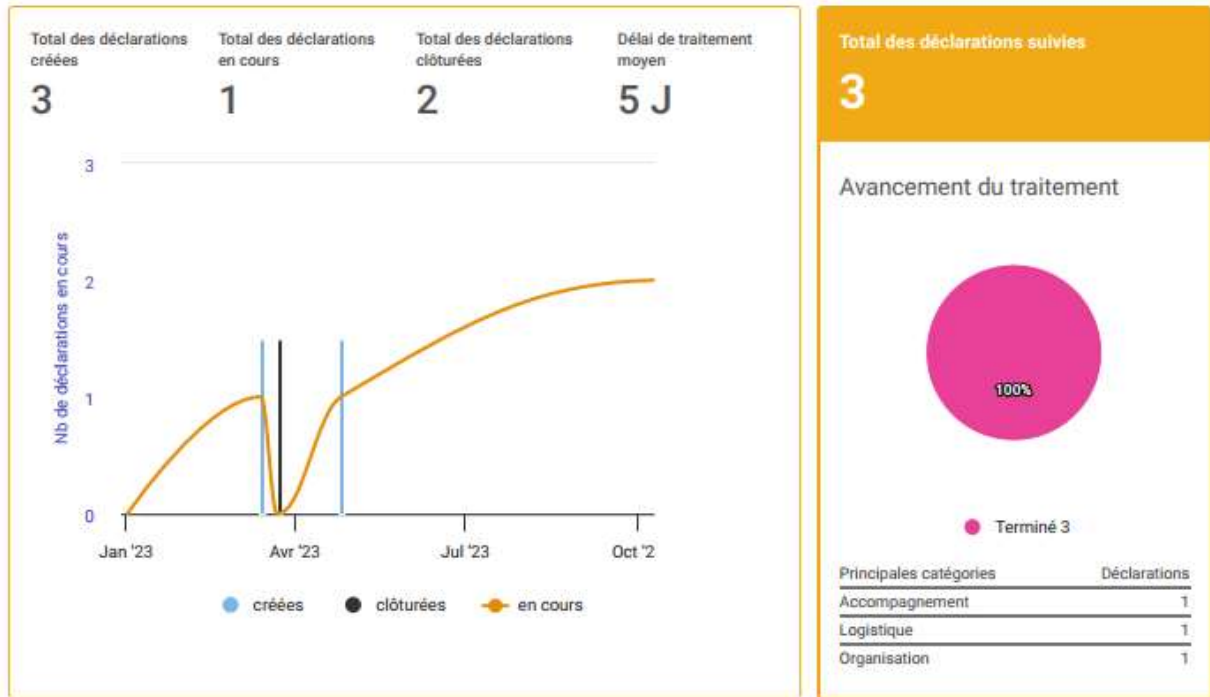 Total des déclarations
créées
3
Total des déclarations
en cours
1
Total des déclarations
clôturées
2
Délai de traitement
moyen
5 J
Nb de déclarations en cours
3
2
1
0
Jan '23
Avr '23
Jul '23
Oct '2
créées
clôturées
en cours
Total des déclarations suivies
3
Avancement du traitement
100%
Terminé 3
Principales catégories Déclarations
Accompagnement 1
Logistique 1
Organisation 1